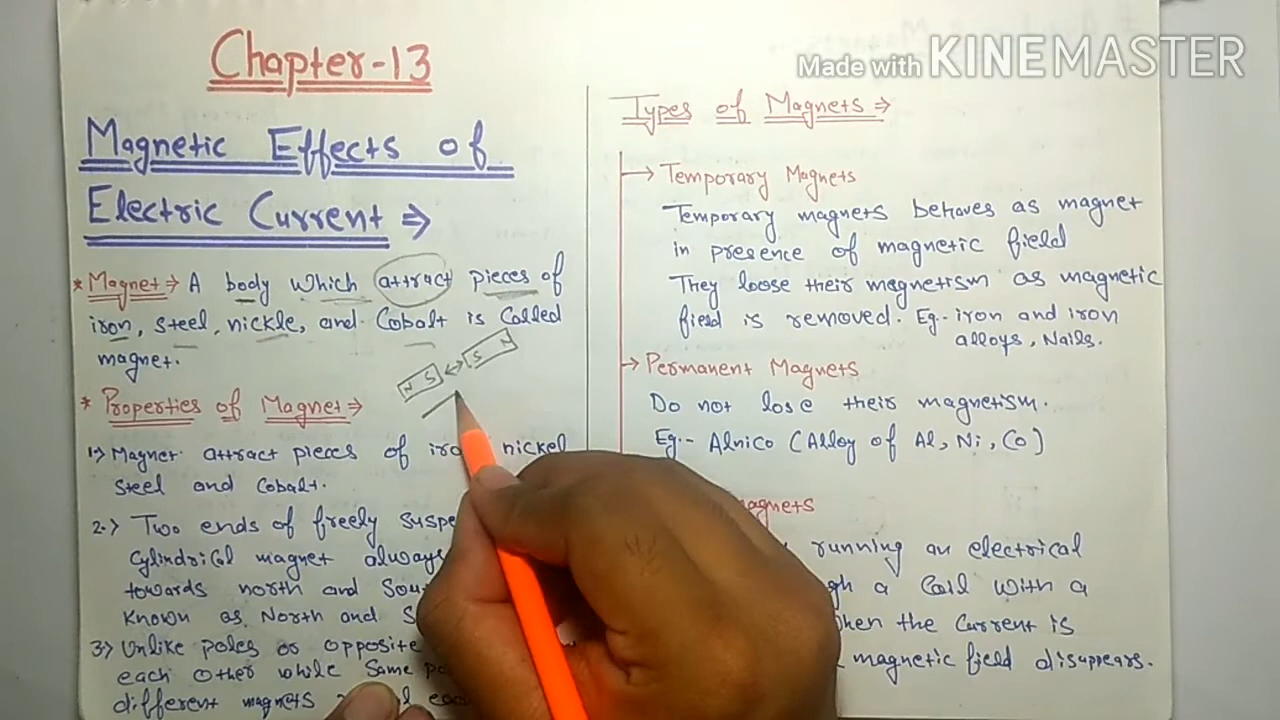 Made with KINEMASTER
Chapter-13
Magnetic Effects of
Electric Current ⇒
* Magnet → A body which attract pieces of
iron, steel, nickle, and Cobalt is Called
magnet.
N S ↔ S N
* Properties of Magnet ⇒
1.) Magnet attract pieces of iron nickel
Steel and Cobalt.
2.) Two ends of freely
Cylindrical magnet always
towards north and
known as North and
3.) Unlike poles or opposite
each other while Same
different magnets
Types of Magnets ⇒
→ Temporary Magnets
Temporary magnets behaves as magnet
in presence of magnetic field
They loose their magnetism as magnetic
field is removed. Eg.- iron and iron
alloys, Nails.
→ Permanent Magnets
Do not lose their magnetism.
Eg.- Alnico (Alloy of Al, Ni, Co)
running an electrical
a Coil with a
the Current is
magnetic field disappears.